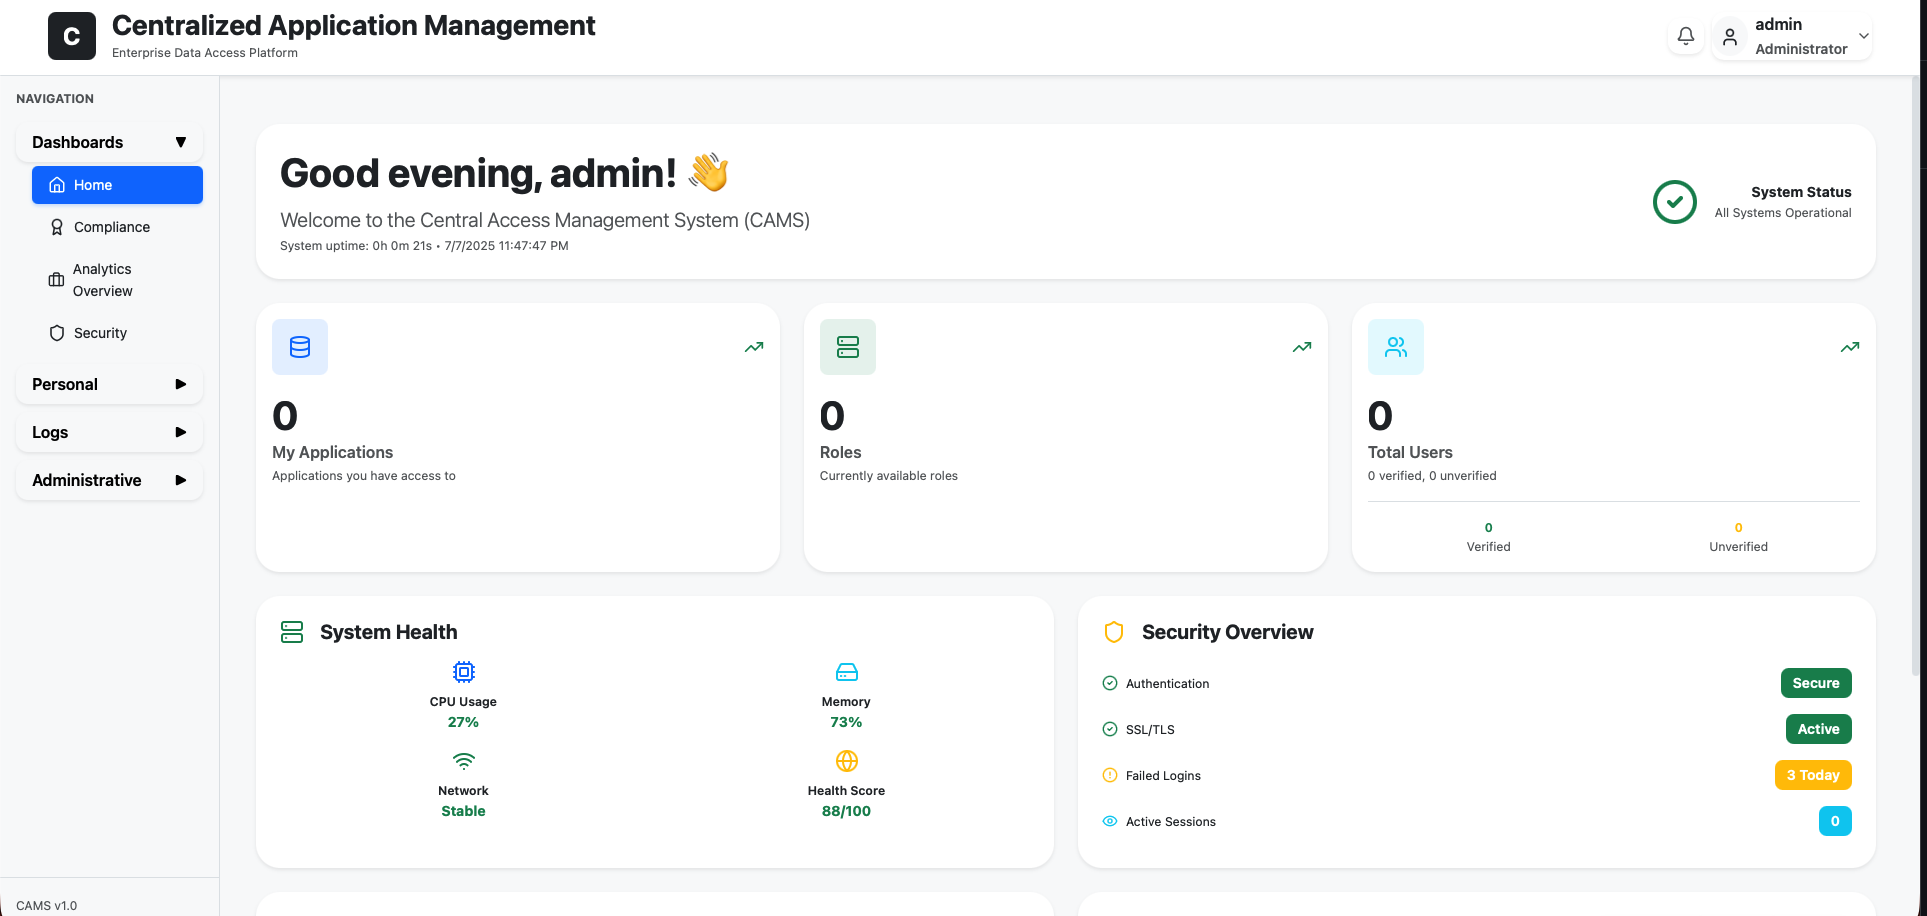 C
Centralized Application Management
Enterprise Data Access Platform
admin
Administrator
NAVIGATION
Dashboards
Home
Compliance
Analytics
Overview
Security
Personal
Logs
Administrative
CAMS v1.0
Good evening, admin! 👋
Welcome to the Central Access Management System (CAMS)
System uptime: 0h 0m 21s • 7/7/2025 11:47:47 PM
System Status
All Systems Operational
0
My Applications
Applications you have access to
0
Roles
Currently available roles
0
Total Users
0 verified, 0 unverified
0
Verified
0
Unverified
System Health
CPU Usage
27%
Memory
73%
Network
Stable
Health Score
88/100
Security Overview
Authentication
Secure
SSL/TLS
Active
Failed Logins
3 Today
Active Sessions
0